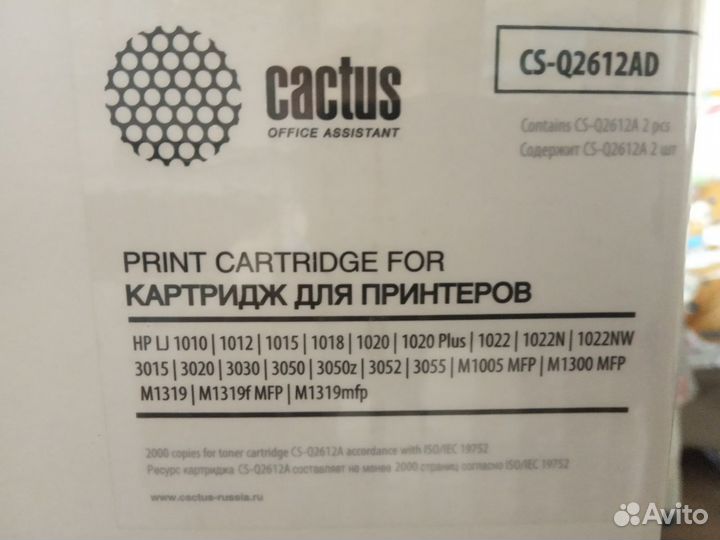 cactus
OFFICE ASSISTANT
CS-Q2612AD
Contains CS-Q2612A 2 pcs
Содержит CS-Q2612A 2 шт
PRINT CARTRIDGE FOR
КАРТРИДЖ ДЛЯ ПРИНТЕРОВ
HP LJ 1010 | 1012 | 1015 | 1018 | 1020 | 1020 Plus | 1022 | 1022N | 1022NW
3015 | 3020 | 3030 | 3050 | 3050z | 3052 | 3055 | M1005 MFP | M1300 MFP
M1319 | M1319f MFP | M1319mfp
2000 copies for toner cartridge CS-Q2612A accordance with ISO/IEC 19752
Ресурс картриджа CS-Q2612A составляет не менее 2000 страниц согласно ISO/IEC 19752
www.cactus-russia.ru
Avito